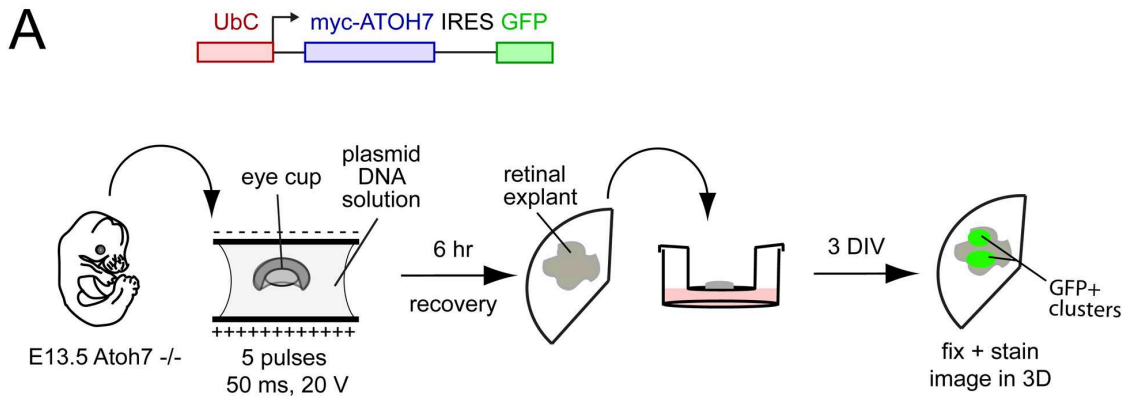 A
UbC myc-ATOH7 IRES GFP
eye cup
plasmid
DNA
solution
retinal
explant
- - - - - - - - - - - -
6 hr
recovery
3 DIV
GFP+
clusters
++++++++++++
E13.5 Atoh7 -/-
5 pulses
50 ms, 20 V
fix + stain
image in 3D